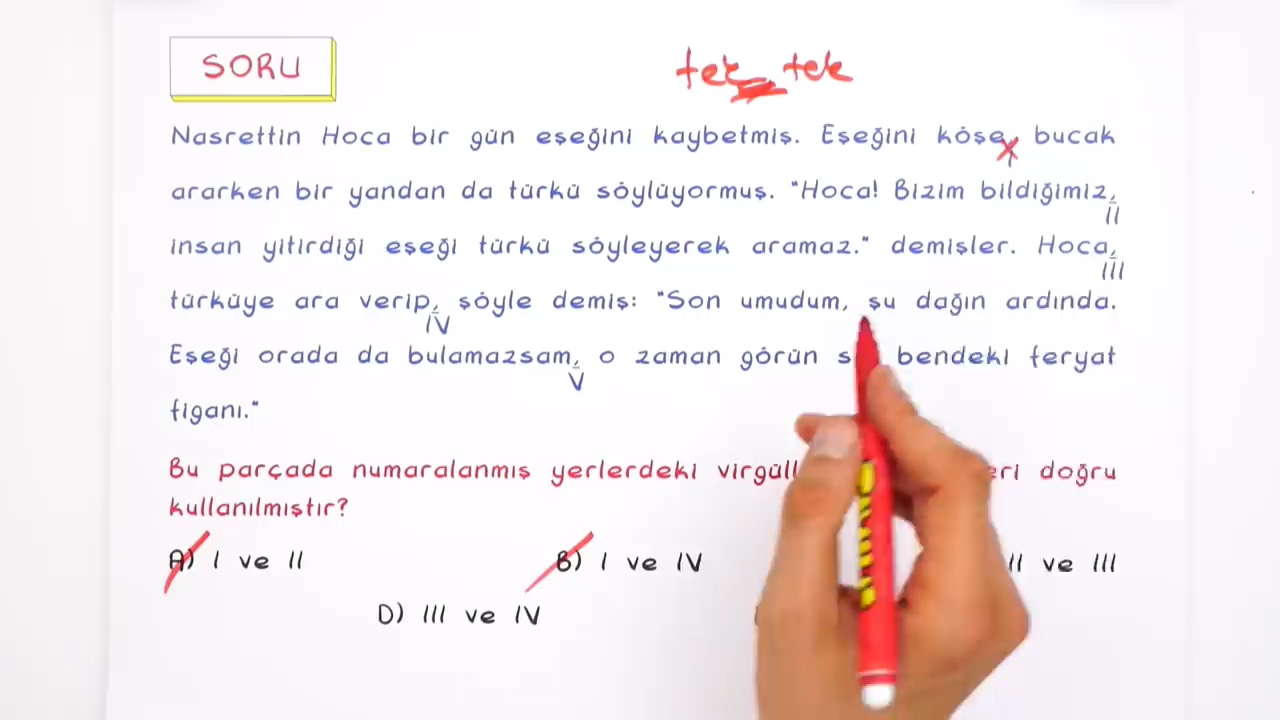 SORU
tek tek
Nasrettin Hoca bir gün eşeğini kaybetmiş. Eşeğini köşe, bucak
I
ararken bir yandan da türkü söylüyormuş. "Hoca! Bizim bildiğimiz,
II
insan yitirdiği eşeği türkü söyleyerek aramaz." demişler. Hoca,
III
türküye ara verip, şöyle demiş: "Son umudum, şu dağın ardında.
IV
Eşeği orada da bulamazsam, o zaman görün bendeki feryat
V
figanı."
Bu parçada numaralanmış yerlerdeki doğru
kullanılmıştır?
A) I ve II
B) I ve IV
II ve III
D) III ve IV